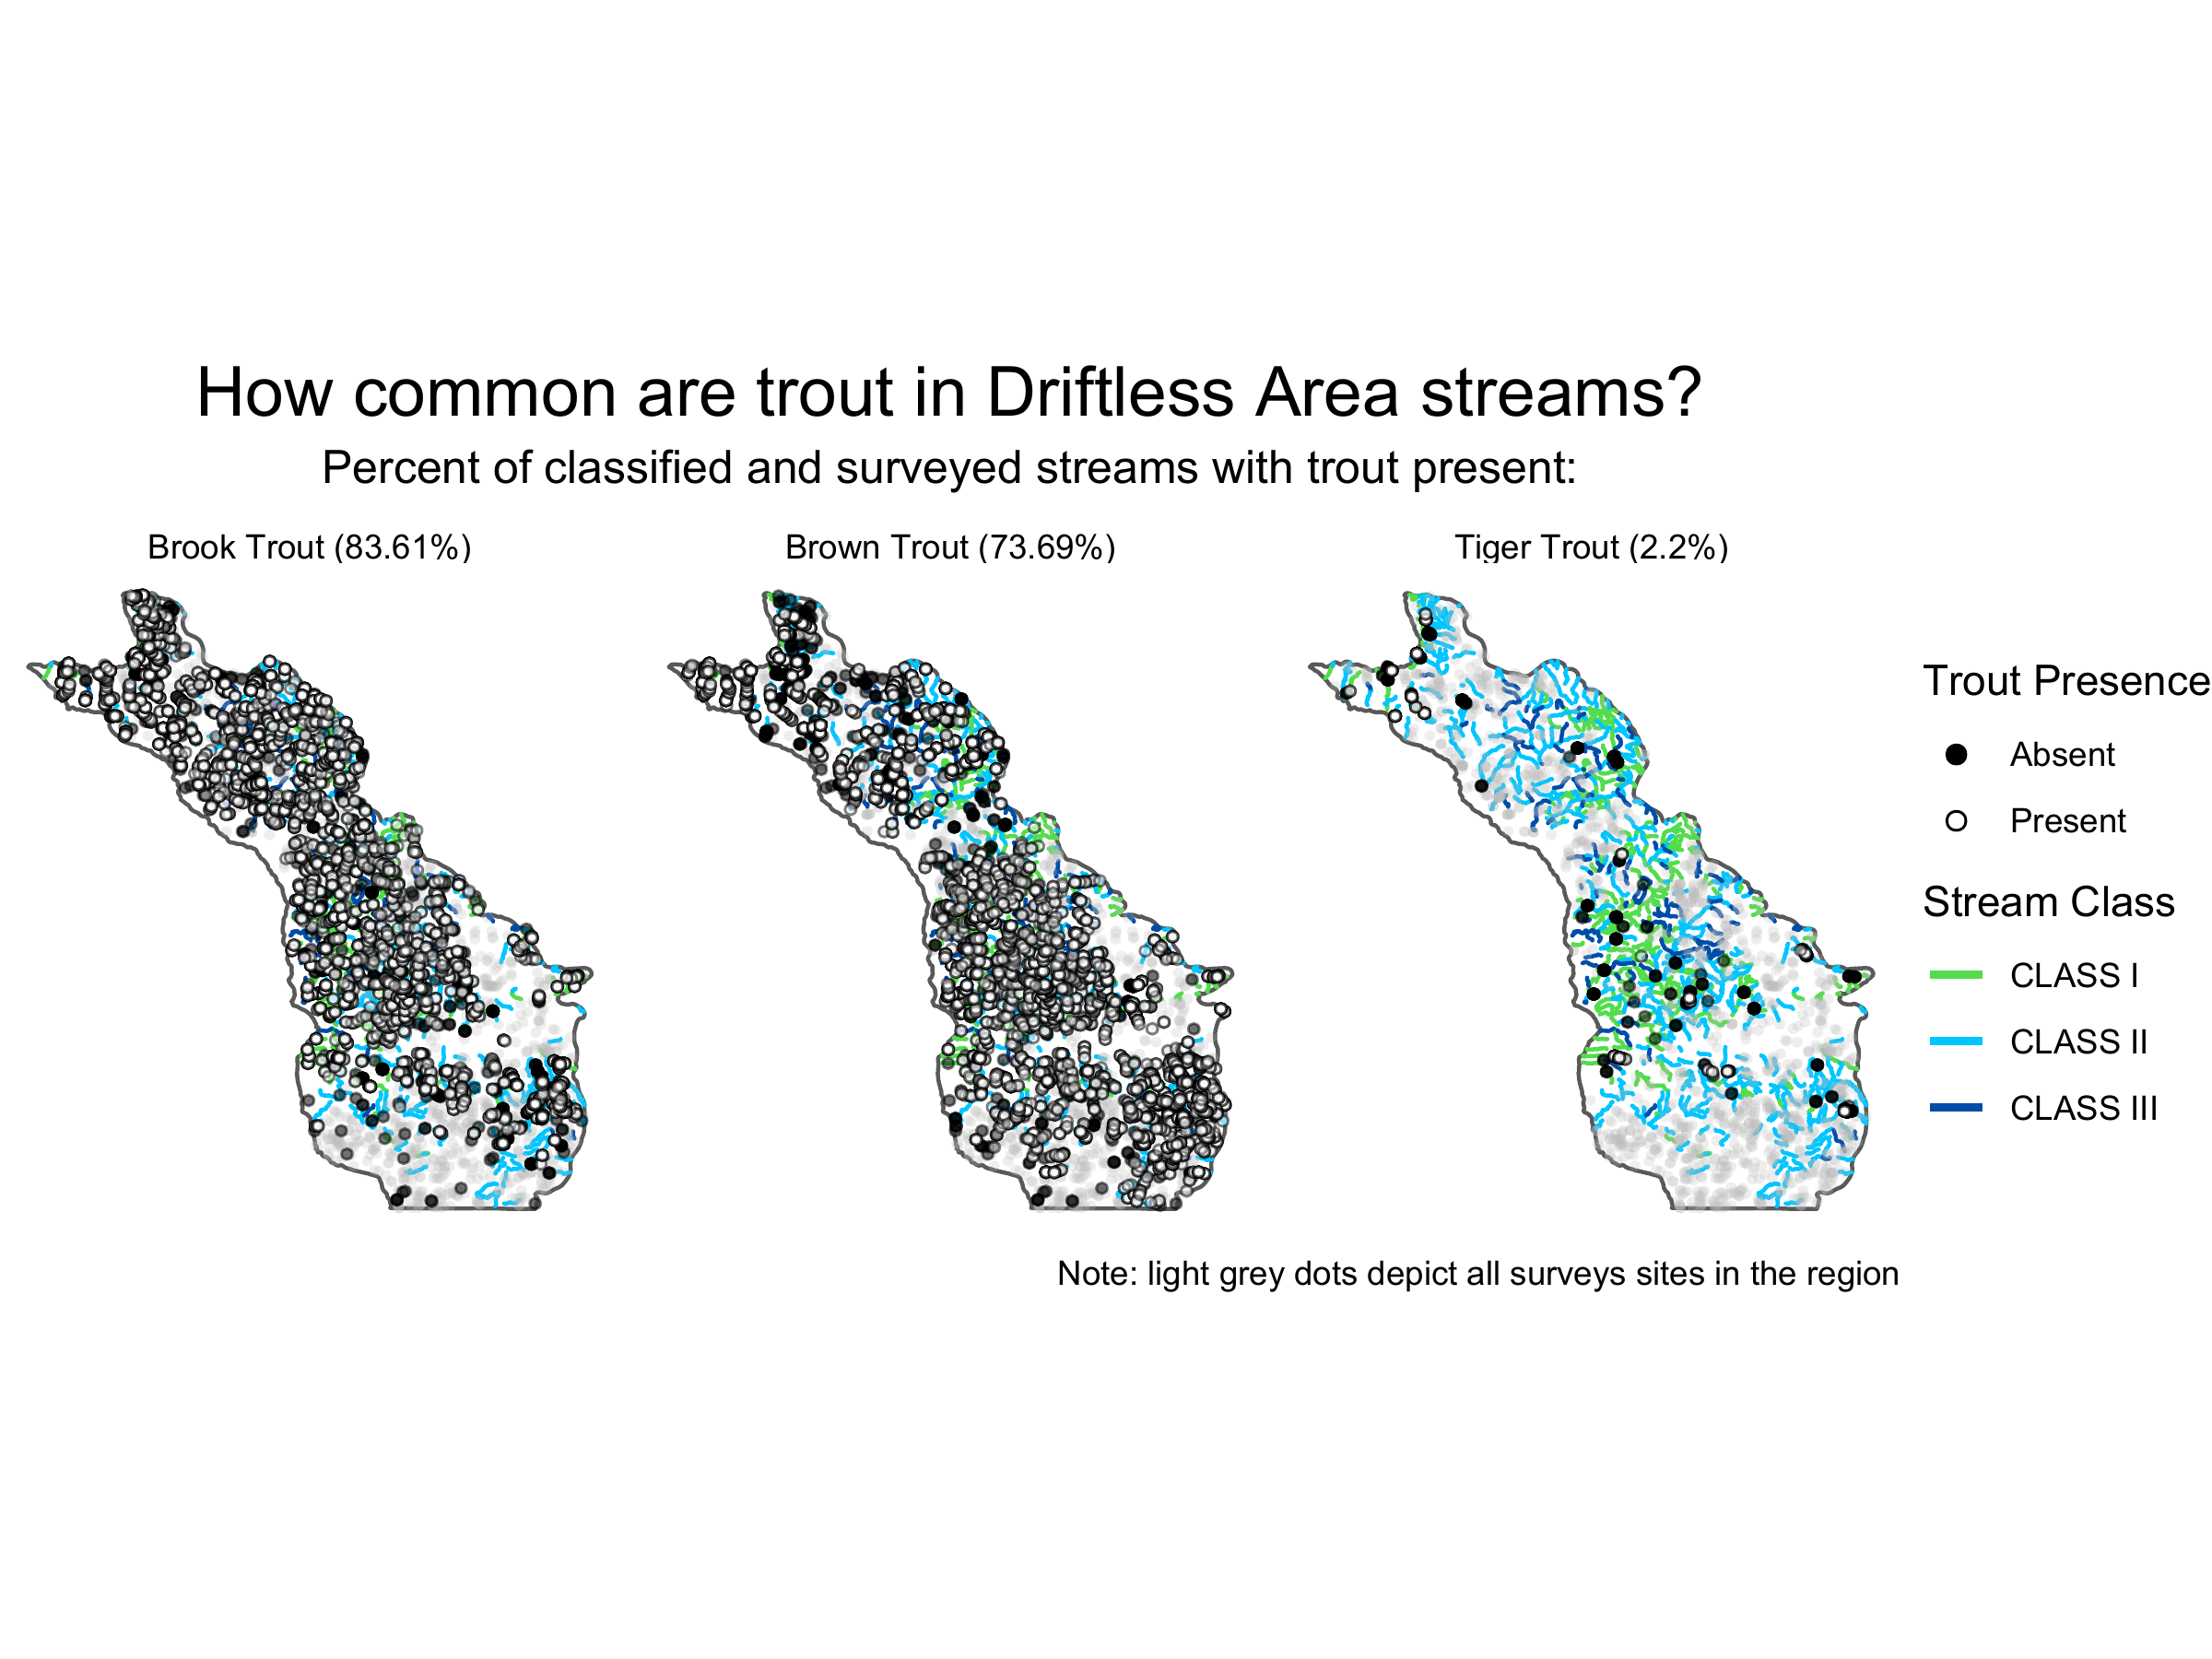 How common are trout in Driftless Area streams?
Percent of classified and surveyed streams with trout present:
Brook Trout (83.61%)
Brown Trout (73.69%)
Tiger Trout (2.2%)
Trout Presence
Absent
Present
Stream Class
CLASS I
CLASS II
CLASS III
Note: light grey dots depict all surveys sites in the region